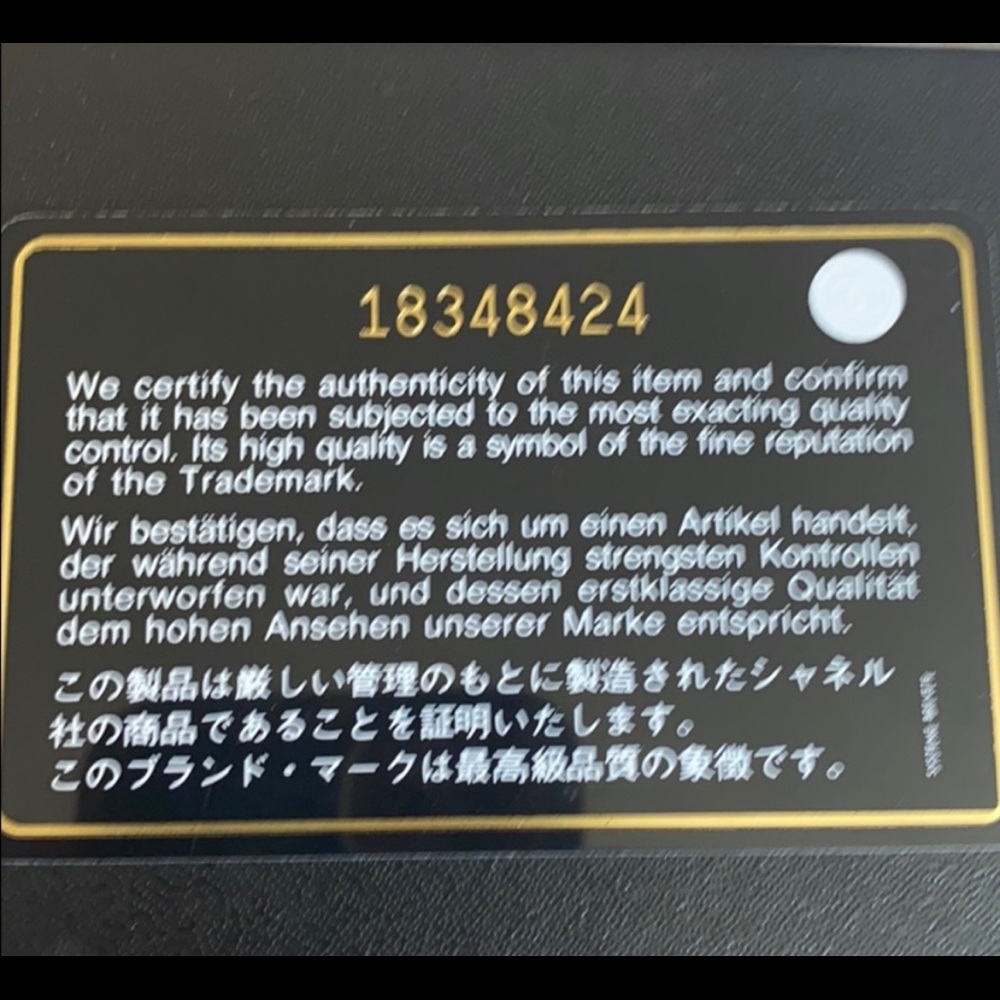 18348424
We certify the authenticity of this item and confirm
that it has been subjected to the most exacting quality
control. Its high quality is a symbol of the fine reputation
of the Trademark.
Wir bestätigen, dass es sich um einen Artikel handelt,
der während seiner Herstellung strengsten Kontrollen
unterworfen war, und dessen erstklassige Qualität
dem hohen Ansehen unserer Marke entspricht.
この製品は厳しい管理のもとに製造されたシャネル
社の商品であることを証明いたします。
このブランド・マークは最高級品質の象徴です。